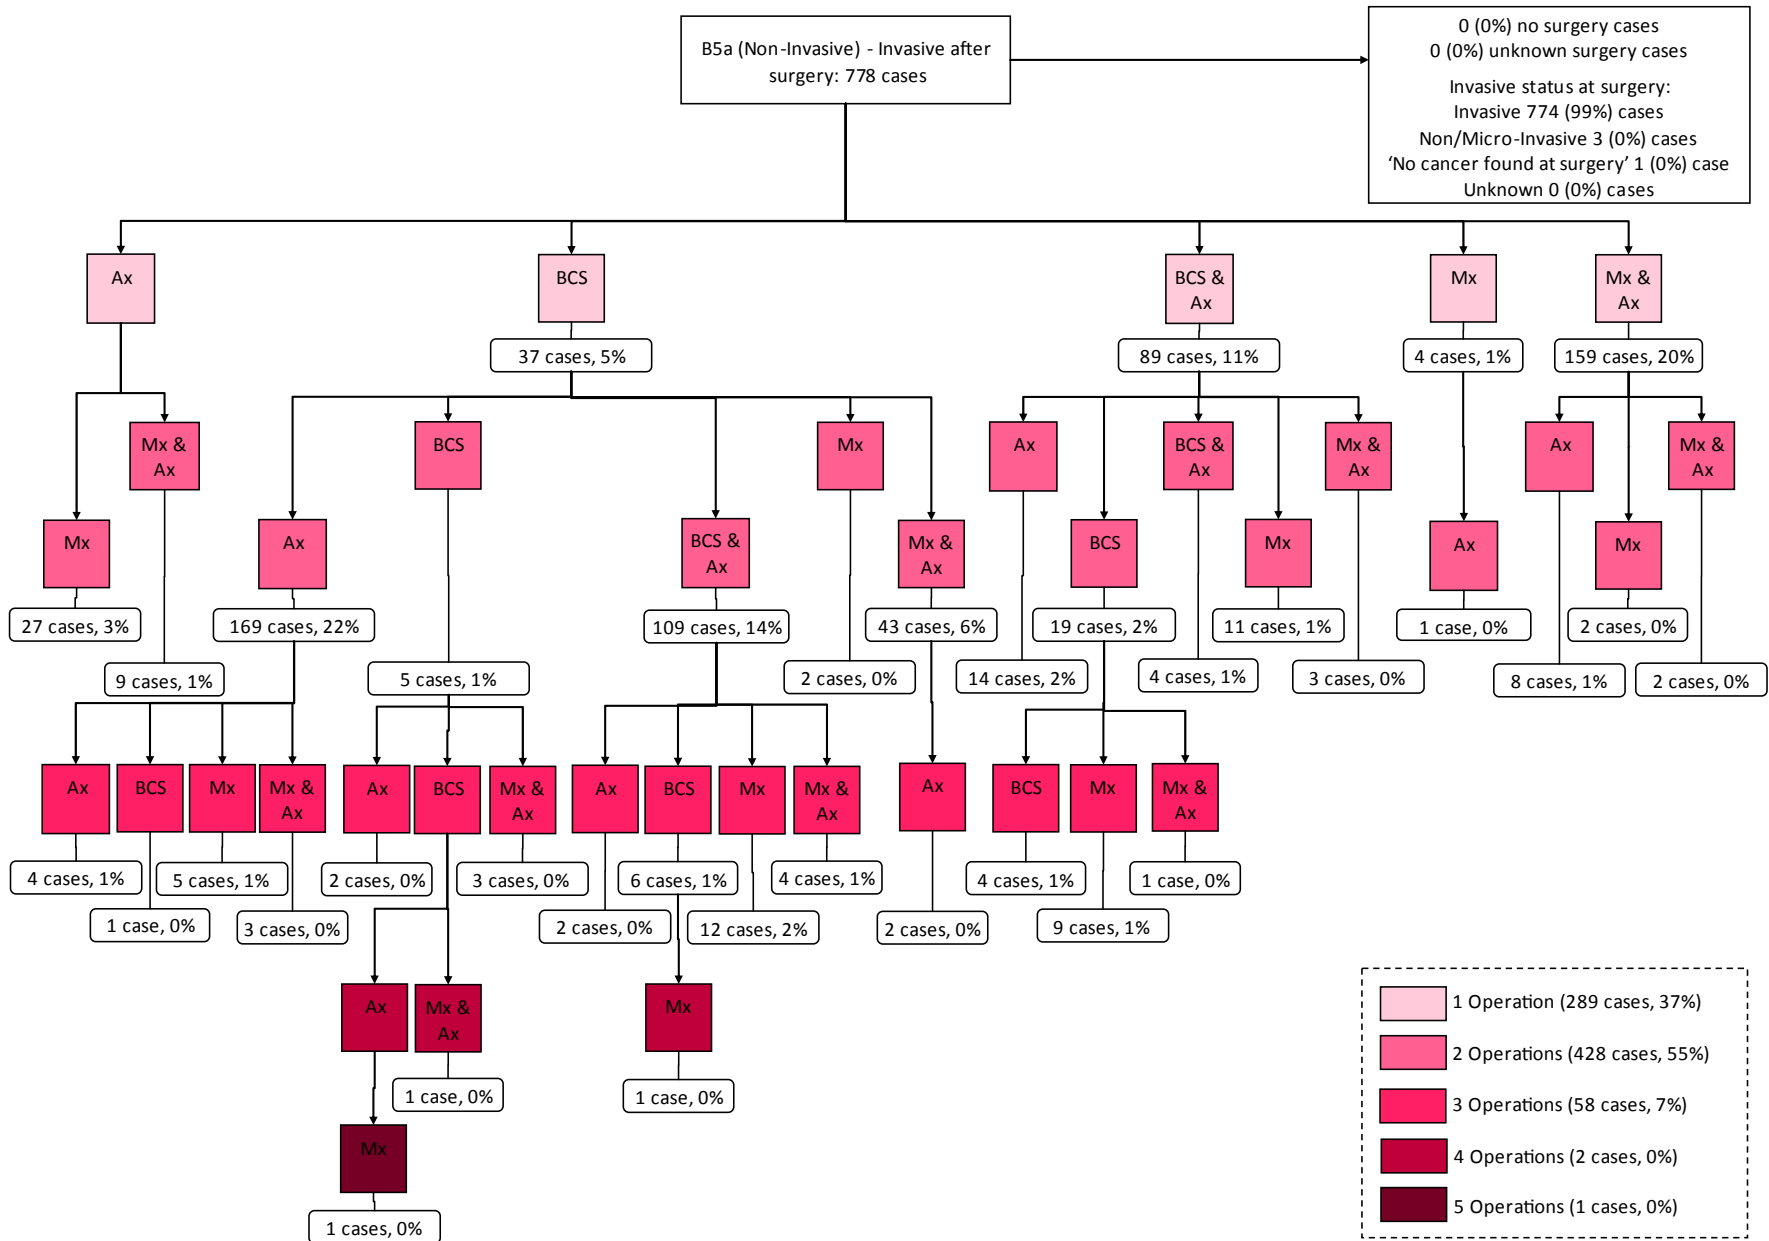 B5a (Non-Invasive) - Invasive after
surgery: 778 cases
0 (0%) no surgery cases
0 (0%) unknown surgery cases
Invasive status at surgery:
Invasive 774 (99%) cases
Non/Micro-Invasive 3 (0%) cases
‘No cancer found at surgery’ 1 (0%) case
Unknown 0 (0%) cases
Ax
BCS
BCS &
Ax
Mx
Mx &
Ax
37 cases, 5%
89 cases, 11%
4 cases, 1%
159 cases, 20%
Mx &
Ax
BCS
Mx
Ax
BCS &
Ax
Mx &
Ax
Ax
Mx &
Ax
Mx
Ax
BCS &
Ax
Mx &
Ax
BCS
Mx
Ax
Mx
27 cases, 3%
169 cases, 22%
109 cases, 14%
43 cases, 6%
19 cases, 2%
11 cases, 1%
1 case, 0%
2 cases, 0%
9 cases, 1%
5 cases, 1%
2 cases, 0%
14 cases, 2%
4 cases, 1%
3 cases, 0%
8 cases, 1%
2 cases, 0%
Ax
BCS
Mx
Mx &
Ax
Ax
BCS
Mx &
Ax
Ax
BCS
Mx
Mx &
Ax
Ax
BCS
Mx
Mx &
Ax
4 cases, 1%
5 cases, 1%
2 cases, 0%
3 cases, 0%
6 cases, 1%
4 cases, 1%
4 cases, 1%
1 case, 0%
1 case, 0%
3 cases, 0%
2 cases, 0%
12 cases, 2%
2 cases, 0%
9 cases, 1%
Ax
Mx &
Ax
Mx
1 case, 0%
1 case, 0%
Mx
1 cases, 0%
1 Operation (289 cases, 37%)
2 Operations (428 cases, 55%)
3 Operations (58 cases, 7%)
4 Operations (2 cases, 0%)
5 Operations (1 cases, 0%)